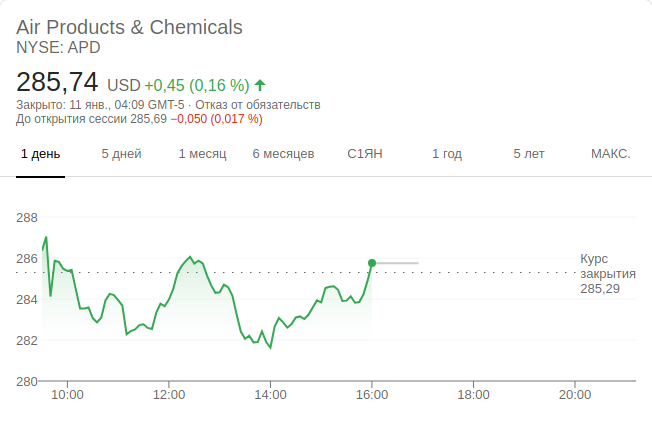 Air Products & Chemicals
NYSE: APD
285,74 USD +0,45 (0,16 %)
Закрыто: 11 янв., 04:09 GMT-5 · Отказ от обязательств
До открытия сессии 285,69 −0,050 (0,017 %)
1 день 5 дней 1 месяц 6 месяцев С1ЯН 1 год 5 лет МАКС.
288
286
284
282
280
Курс
закрытия
285,29
10:00 12:00 14:00 16:00 18:00 20:00